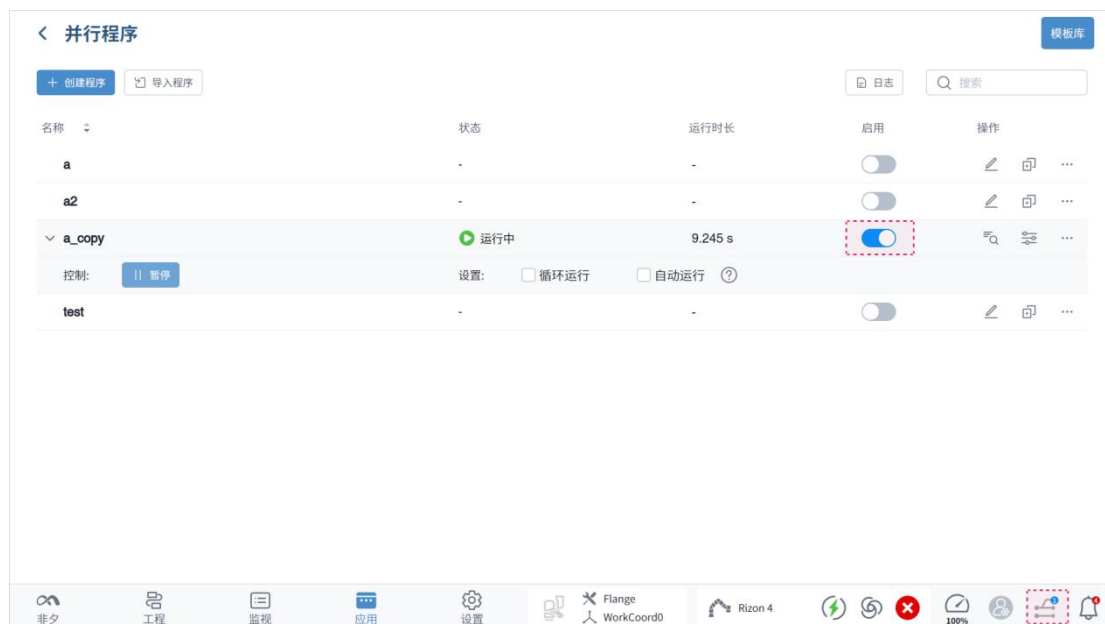 并行程序
模板库
+ 创建程序 导入程序 日志 搜索
名称 状态 运行时长 启用 操作
a - -
a2 - -
a_copy 运行中 9.245 s
控制: 暂停 设置: 循环运行 自动运行 ?
test - -
非夕 工程 监视 应用 设置
Flange
WorkCoord0
Rizon 4
100%
1
4